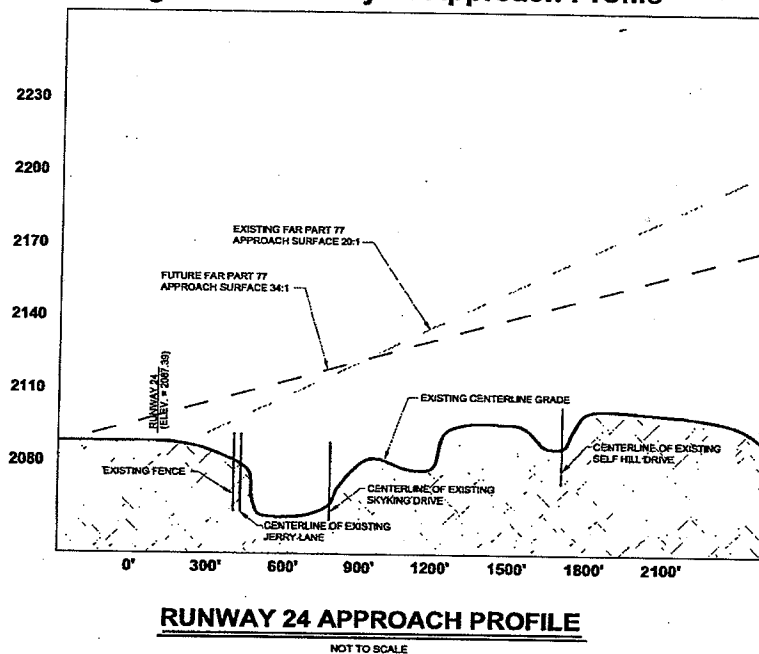 2230
2200
2170
2140
2110
2080
EXISTING FAR PART 77
APPROACH SURFACE 20:1
FUTURE FAR PART 77
APPROACH SURFACE 34:1
RUNWAY 24
(ELEV. = 2087.39)
EXISTING CENTERLINE GRADE
EXISTING FENCE
CENTERLINE OF EXISTING
JERRY LANE
CENTERLINE OF EXISTING
SKYKING DRIVE
CENTERLINE OF EXISTING
SELF HILL DRIVE
0' 300' 600' 900' 1200' 1500' 1800' 2100'
RUNWAY 24 APPROACH PROFILE
NOT TO SCALE